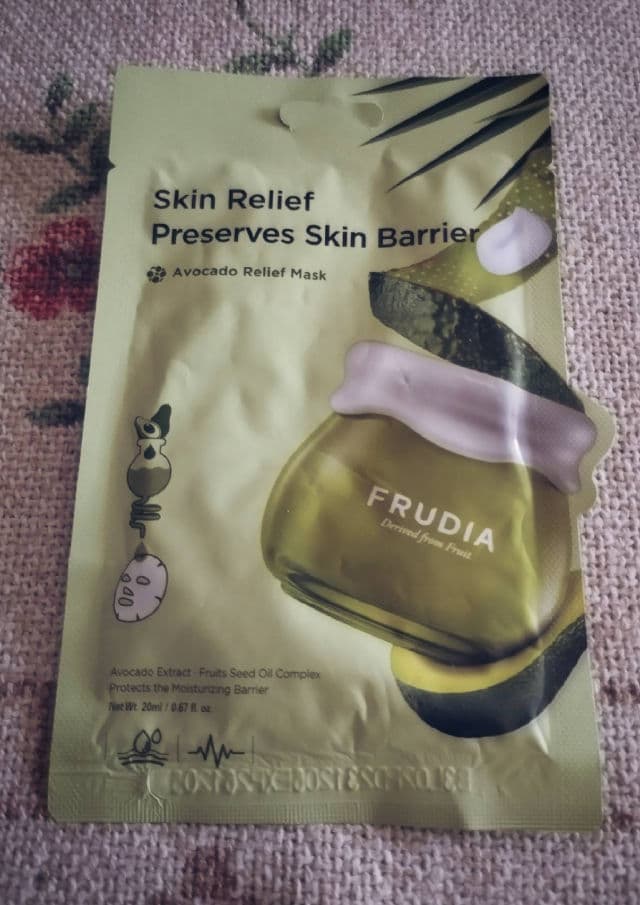 Skin Relief
Preserves Skin Barrier
Avocado Relief Mask
FRUDIA
Derived from Fruit
Avocado Extract · Fruits Seed Oil Complex
Protects the Moisturizing Barrier
Net Wt. 20ml / 0.67 fl. oz.